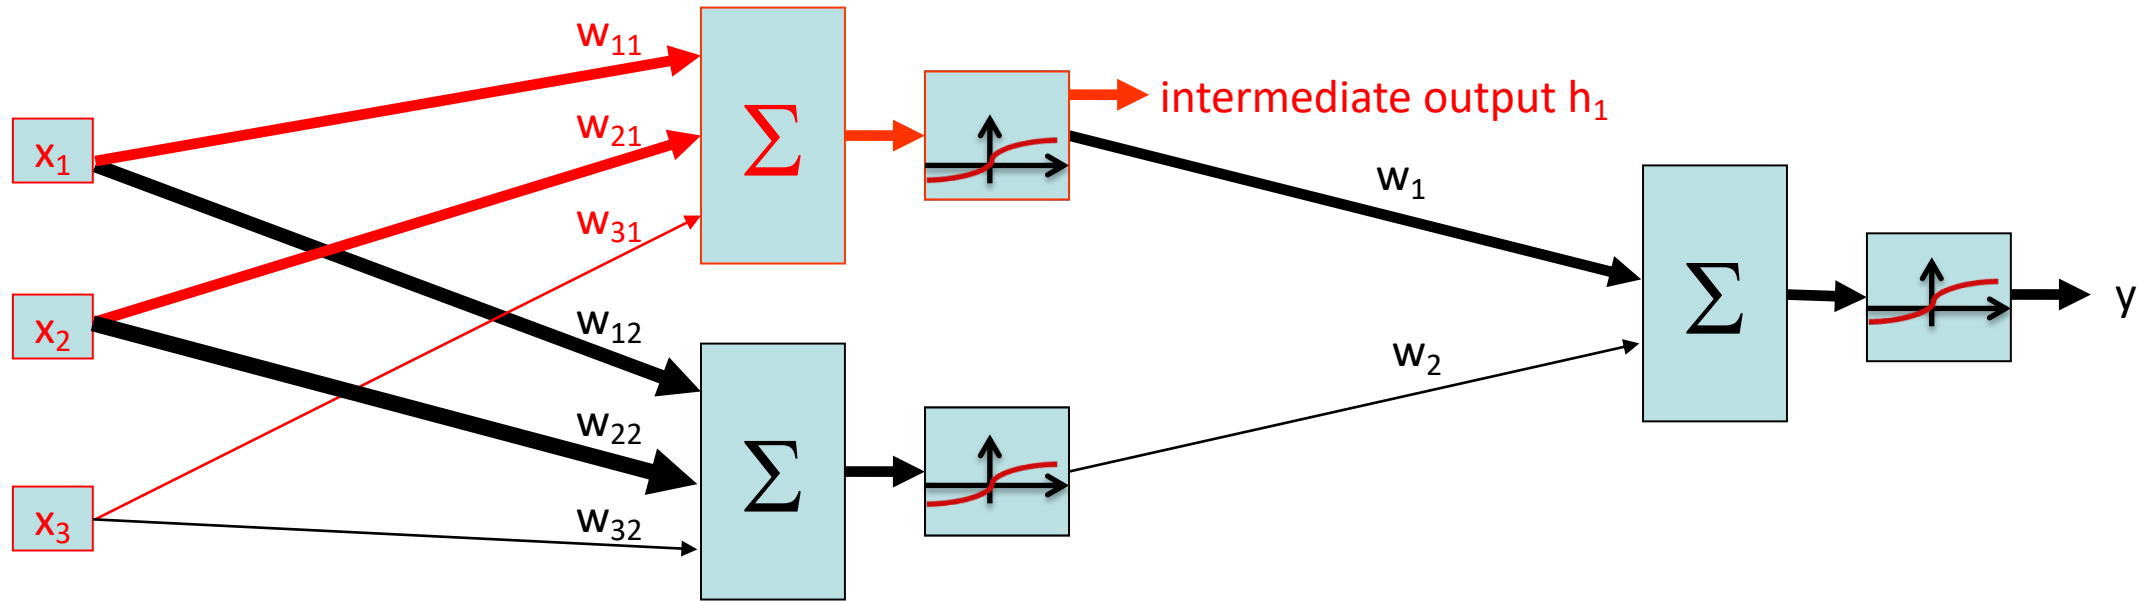 w₁₁
∑
intermediate output h₁
w₂₁
x₁
w₁
w₃₁
∑
y
x₂
w₁₂
w₂
w₂₂
∑
x₃
w₃₂